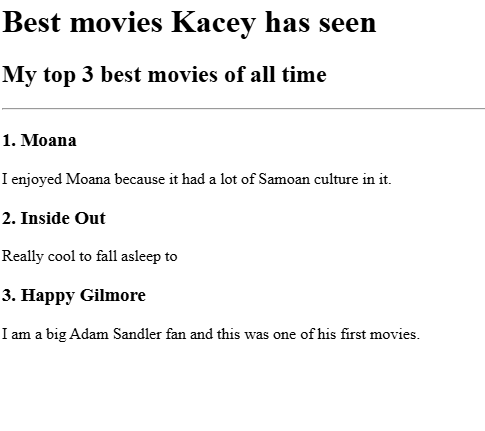 Best movies Kacey has seen
My top 3 best movies of all time
1. Moana
I enjoyed Moana because it had a lot of Samoan culture in it.
2. Inside Out
Really cool to fall asleep to
3. Happy Gilmore
I am a big Adam Sandler fan and this was one of his first movies.